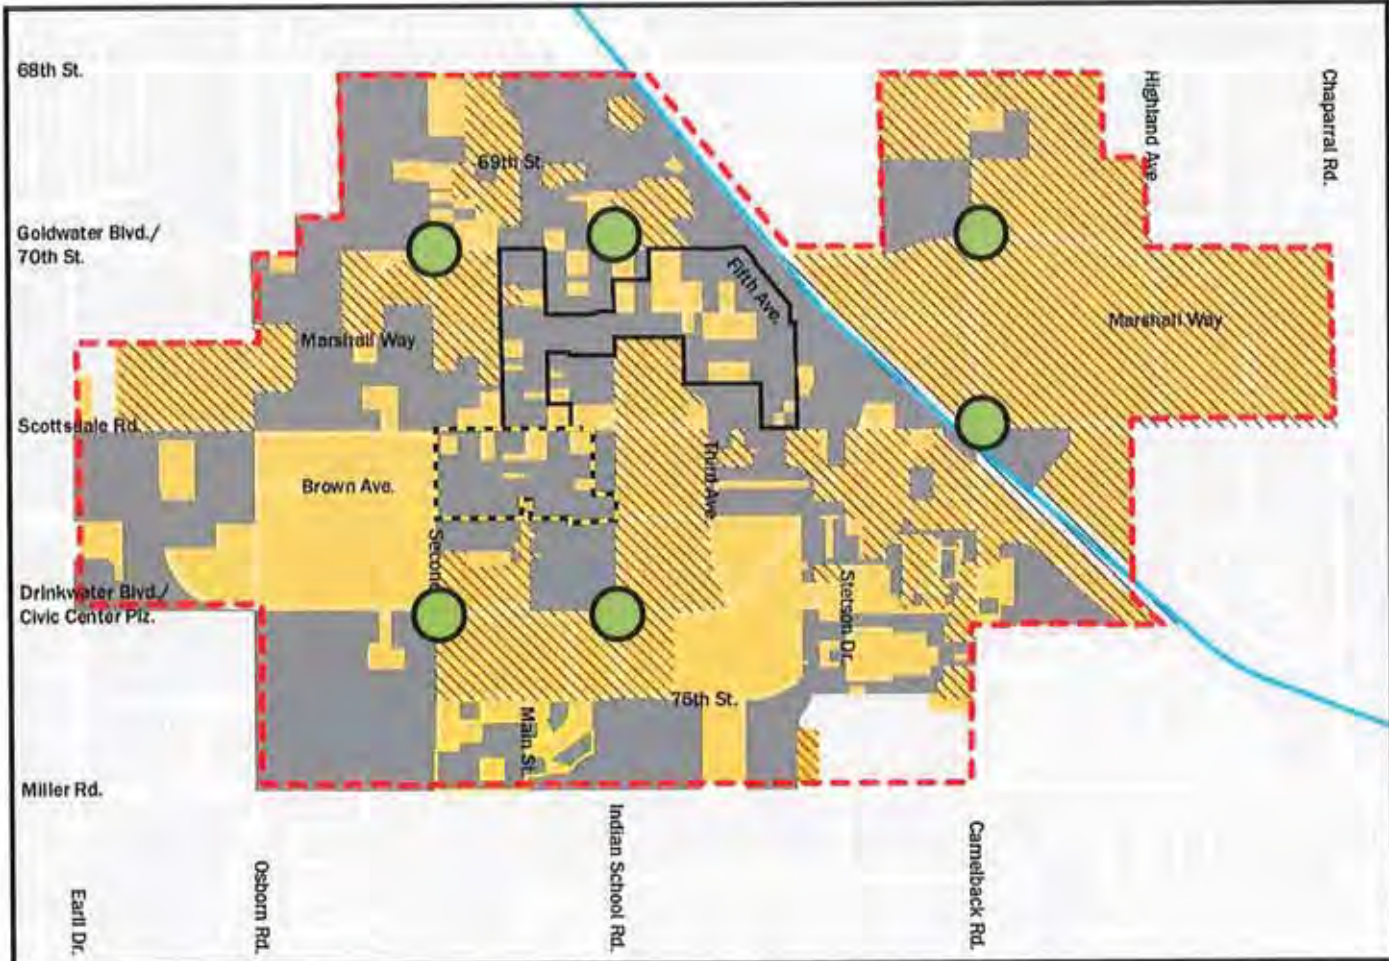 68th St.
Highland Ave.
Chaparral Rd.
69th St.
Goldwater Blvd./
70th St.
Fifth Ave.
Marshall Way
Marshall Way
Scottsdale Rd.
Third Ave.
Brown Ave.
Second
Stetson Dr.
Drinkwater Blvd./
Civic Center Plz.
75th St.
Main St.
Miller Rd.
Indian School Rd.
Camelback Rd.
Osborn Rd.
Earll Dr.